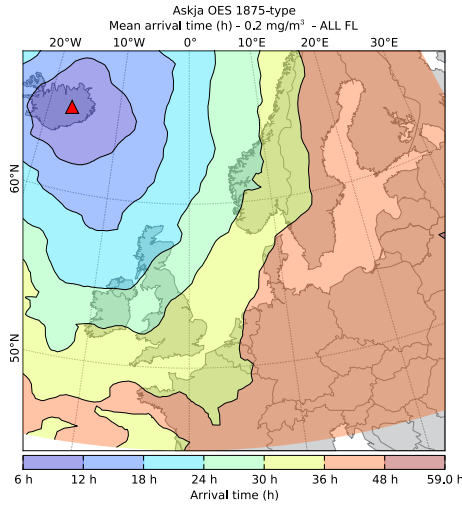 Askja OES 1875-type
Mean arrival time (h) - 0.2 mg/m³ - ALL FL
20°W 10°W 0° 10°E 20°E 30°E
60°N
50°N
6 h 12 h 18 h 24 h 30 h 36 h 48 h 59.0 h
Arrival time (h)